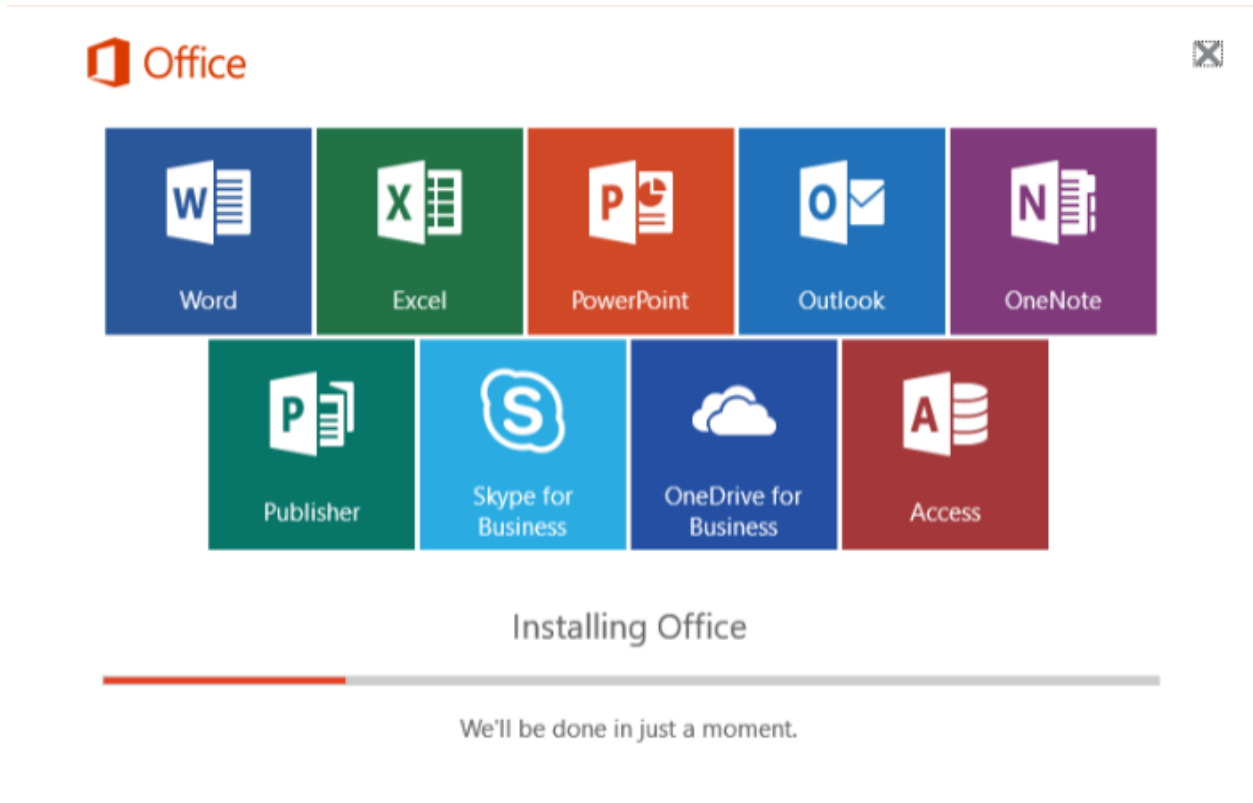 Office
Word Excel PowerPoint Outlook OneNote
Publisher Skype for Business OneDrive for Business Access
Installing Office
We'll be done in just a moment.